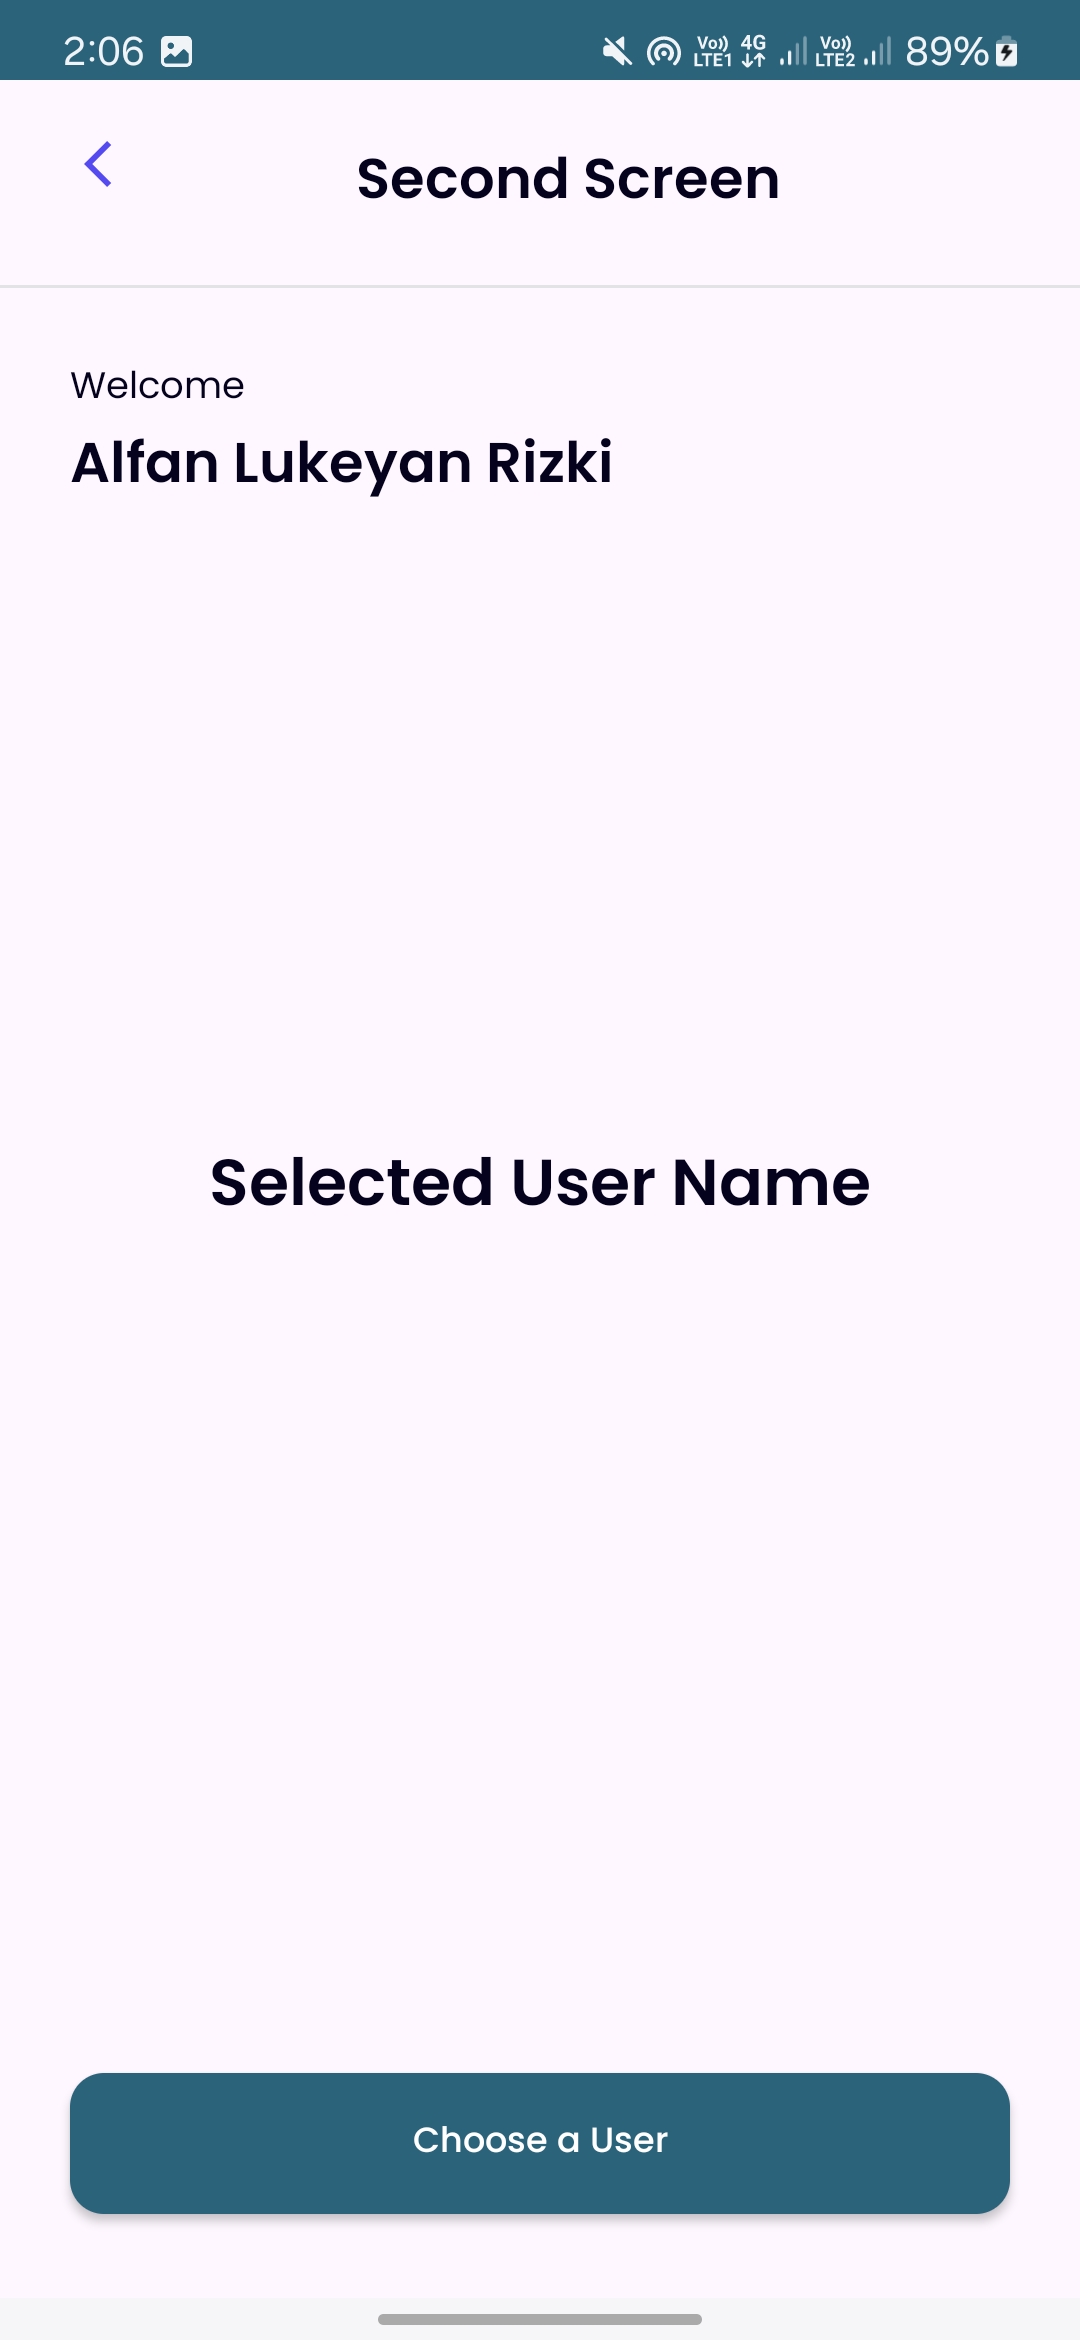 2:06 Vo)) LTE1 4G Vo)) LTE2 89%
Second Screen
Welcome
Alfan Lukeyan Rizki
Selected User Name
Choose a User